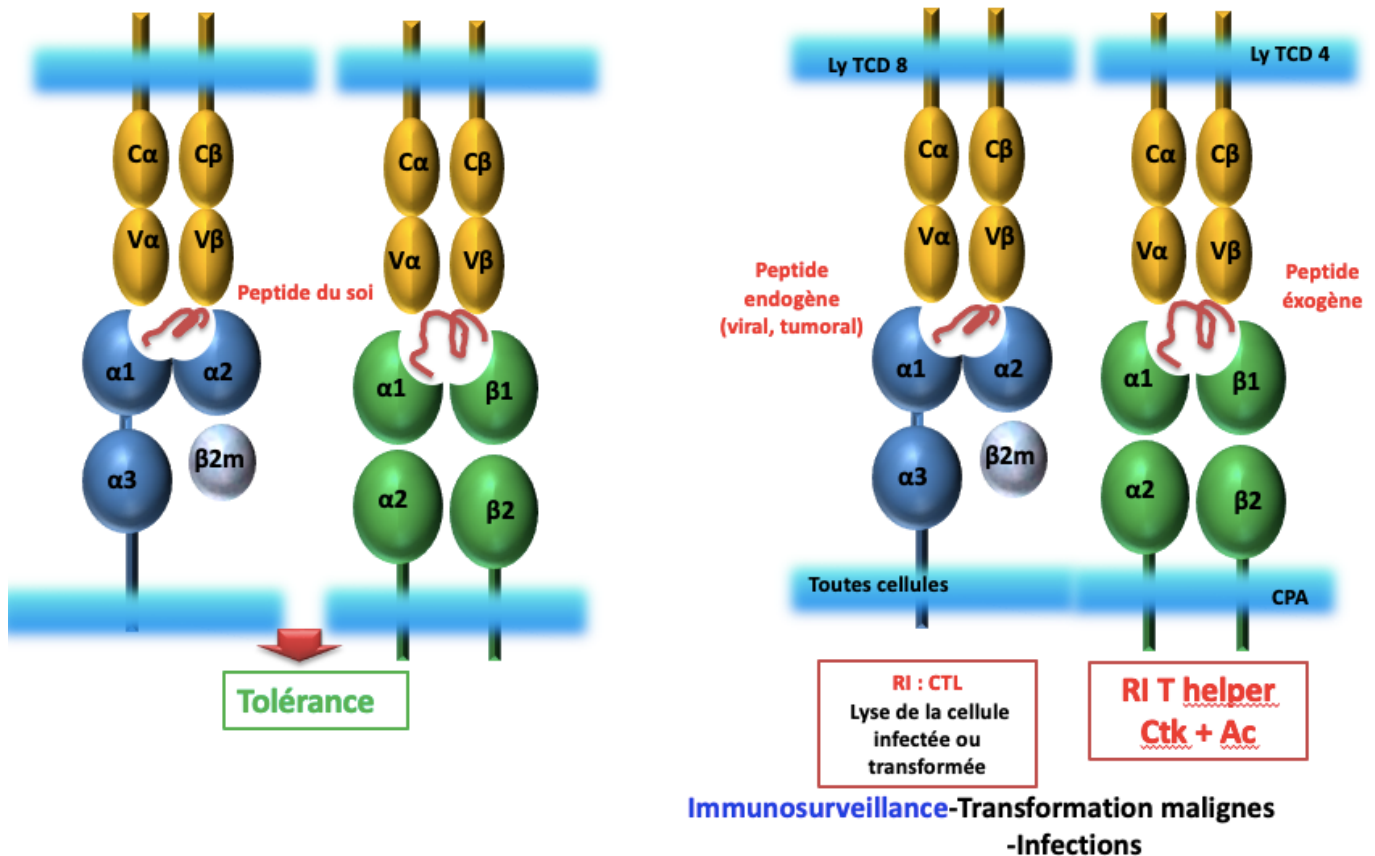 Cα
Cβ
Cα
Cβ
Vα
Vβ
Vα
Vβ
Peptide du soi
α1
α2
α1
β1
α3
β2m
α2
β2
Tolérance
Ly TCD 8
Ly TCD 4
Cα
Cβ
Cα
Cβ
Vα
Vβ
Vα
Vβ
Peptide
endogène
(viral, tumoral)
Peptide
éxogène
α1
α2
α1
β1
α3
β2m
α2
β2
Toutes cellules
CPA
RI : CTL
Lyse de la cellule
infectée ou
transformée
RI T helper
Ctk + Ac
Immunosurveillance-Transformation malignes
-Infections